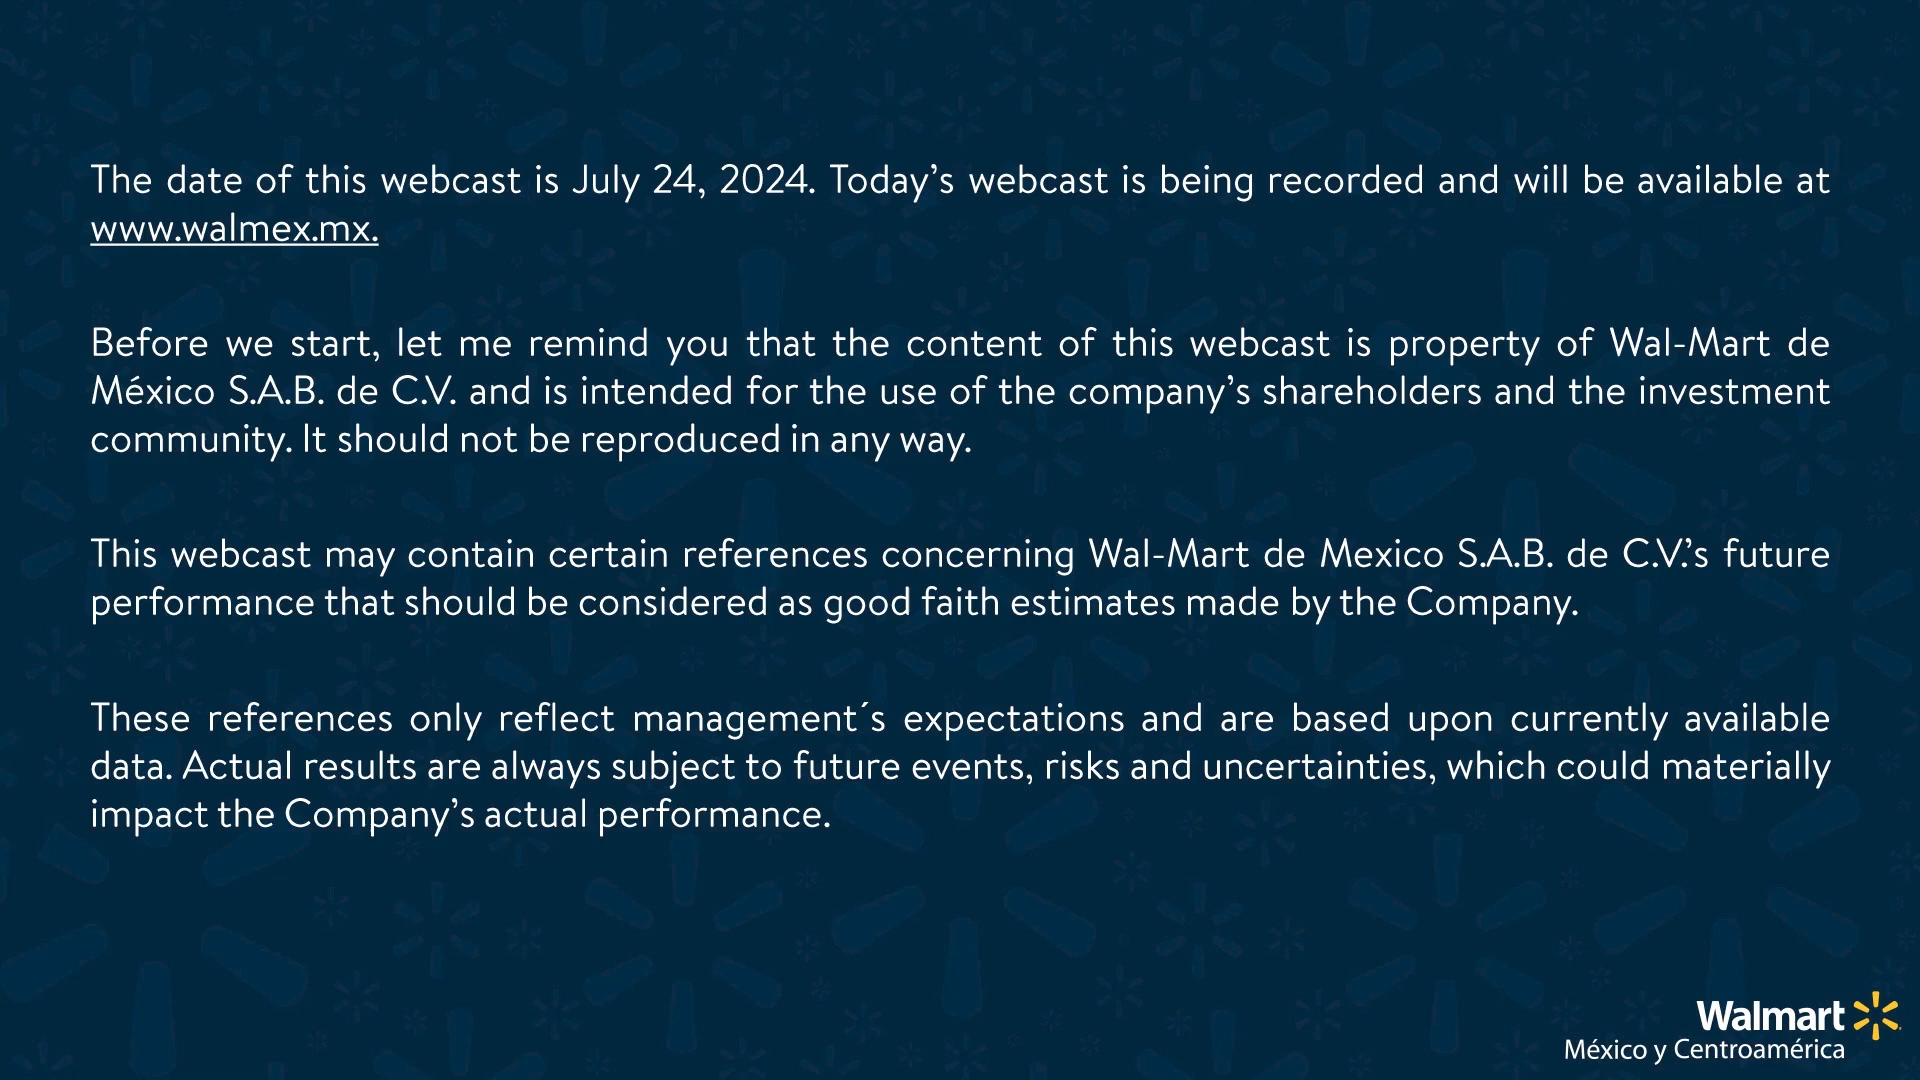 The date of this webcast is July 24, 2024. Today’s webcast is being recorded and will be available at
www.walmex.mx.
Before we start, let me remind you that the content of this webcast is property of Wal-Mart de
México S.A.B. de C.V. and is intended for the use of the company’s shareholders and the investment
community. It should not be reproduced in any way.
This webcast may contain certain references concerning Wal-Mart de Mexico S.A.B. de C.V.’s future
performance that should be considered as good faith estimates made by the Company.
These references only reflect management´s expectations and are based upon currently available
data. Actual results are always subject to future events, risks and uncertainties, which could materially
impact the Company’s actual performance.
Walmart
México y Centroamérica